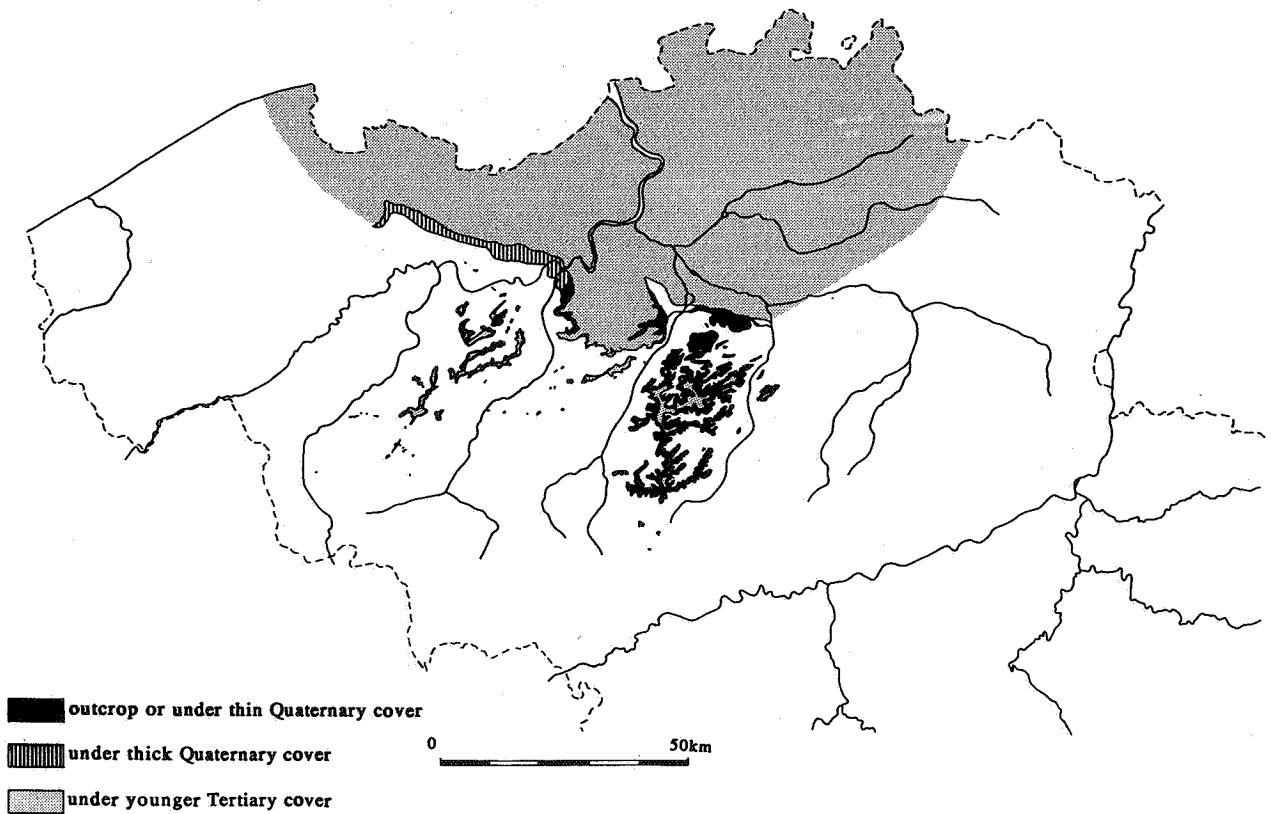 outcrop or under thin Quaternary cover
under thick Quaternary cover
under younger Tertiary cover
0 50km